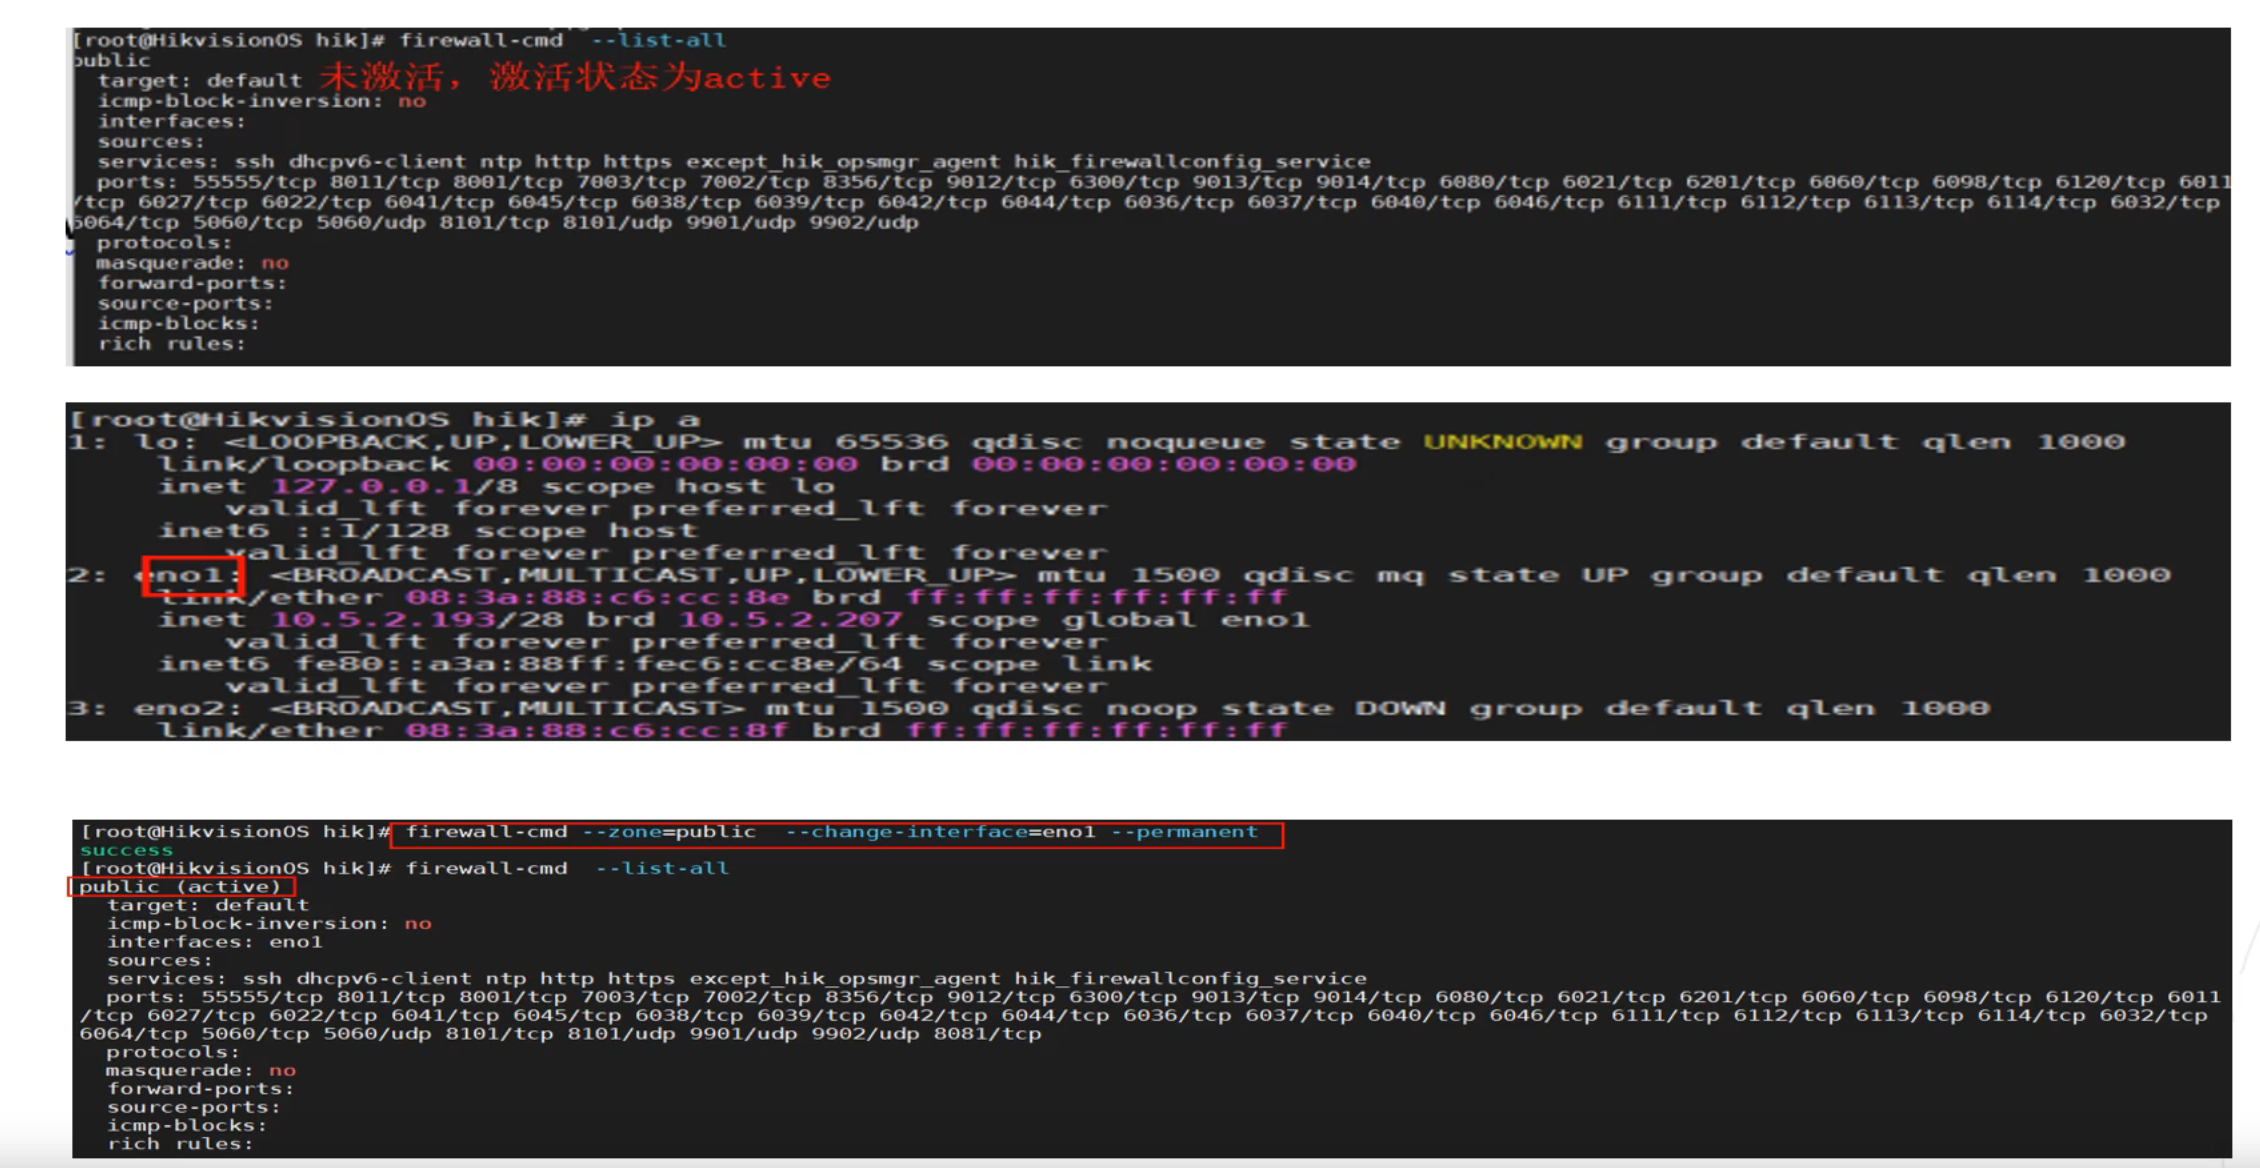 [root@HikvisionOS hik]# firewall-cmd  --list-all
public
target: default 未激活，激活状态为active
icmp-block-inversion: no
interfaces:
sources:
services: ssh dhcpv6-client ntp http https except_hik_opsmgr_agent hik_firewallconfig_service
ports: 55555/tcp 8011/tcp 8001/tcp 7003/tcp 7002/tcp 8356/tcp 9012/tcp 6300/tcp 9013/tcp 9014/tcp 6080/tcp 6021/tcp 6201/tcp 6060/tcp 6098/tcp 6120/tcp 6011
/tcp 6027/tcp 6022/tcp 6041/tcp 6045/tcp 6038/tcp 6039/tcp 6042/tcp 6044/tcp 6036/tcp 6037/tcp 6040/tcp 6046/tcp 6111/tcp 6112/tcp 6113/tcp 6114/tcp 6032/tcp
6064/tcp 5060/tcp 5060/udp 8101/tcp 8101/udp 9901/udp 9902/udp
protocols:
masquerade: no
forward-ports:
source-ports:
icmp-blocks:
rich rules:
[root@HikvisionOS hik]# ip a
1: lo: <LOOPBACK,UP,LOWER_UP> mtu 65536 qdisc noqueue state UNKNOWN group default qlen 1000
link/loopback 00:00:00:00:00:00 brd 00:00:00:00:00:00
inet 127.0.0.1/8 scope host lo
valid_lft forever preferred_lft forever
inet6 ::1/128 scope host
valid_lft forever preferred_lft forever
2: eno1: <BROADCAST,MULTICAST,UP,LOWER_UP> mtu 1500 qdisc mq state UP group default qlen 1000
link/ether 08:3a:88:c6:cc:8e brd ff:ff:ff:ff:ff:ff
inet 10.5.2.193/28 brd 10.5.2.207 scope global eno1
valid_lft forever preferred_lft forever
inet6 fe80::a3a:88ff:fec6:cc8e/64 scope link
valid_lft forever preferred_lft forever
3: eno2: <BROADCAST,MULTICAST> mtu 1500 qdisc noop state DOWN group default qlen 1000
link/ether 08:3a:88:c6:cc:8f brd ff:ff:ff:ff:ff:ff
[root@HikvisionOS hik]# firewall-cmd --zone=public  --change-interface=eno1 --permanent
success
[root@HikvisionOS hik]# firewall-cmd  --list-all
public (active)
target: default
icmp-block-inversion: no
interfaces: eno1
sources:
services: ssh dhcpv6-client ntp http https except_hik_opsmgr_agent hik_firewallconfig_service
ports: 55555/tcp 8011/tcp 8001/tcp 7003/tcp 7002/tcp 8356/tcp 9012/tcp 6300/tcp 9013/tcp 9014/tcp 6080/tcp 6021/tcp 6201/tcp 6060/tcp 6098/tcp 6120/tcp 6011
/tcp 6027/tcp 6022/tcp 6041/tcp 6045/tcp 6038/tcp 6039/tcp 6042/tcp 6044/tcp 6036/tcp 6037/tcp 6040/tcp 6046/tcp 6111/tcp 6112/tcp 6113/tcp 6114/tcp 6032/tcp
6064/tcp 5060/tcp 5060/udp 8101/tcp 8101/udp 9901/udp 9902/udp 8081/tcp
protocols:
masquerade: no
forward-ports:
source-ports:
icmp-blocks:
rich rules: